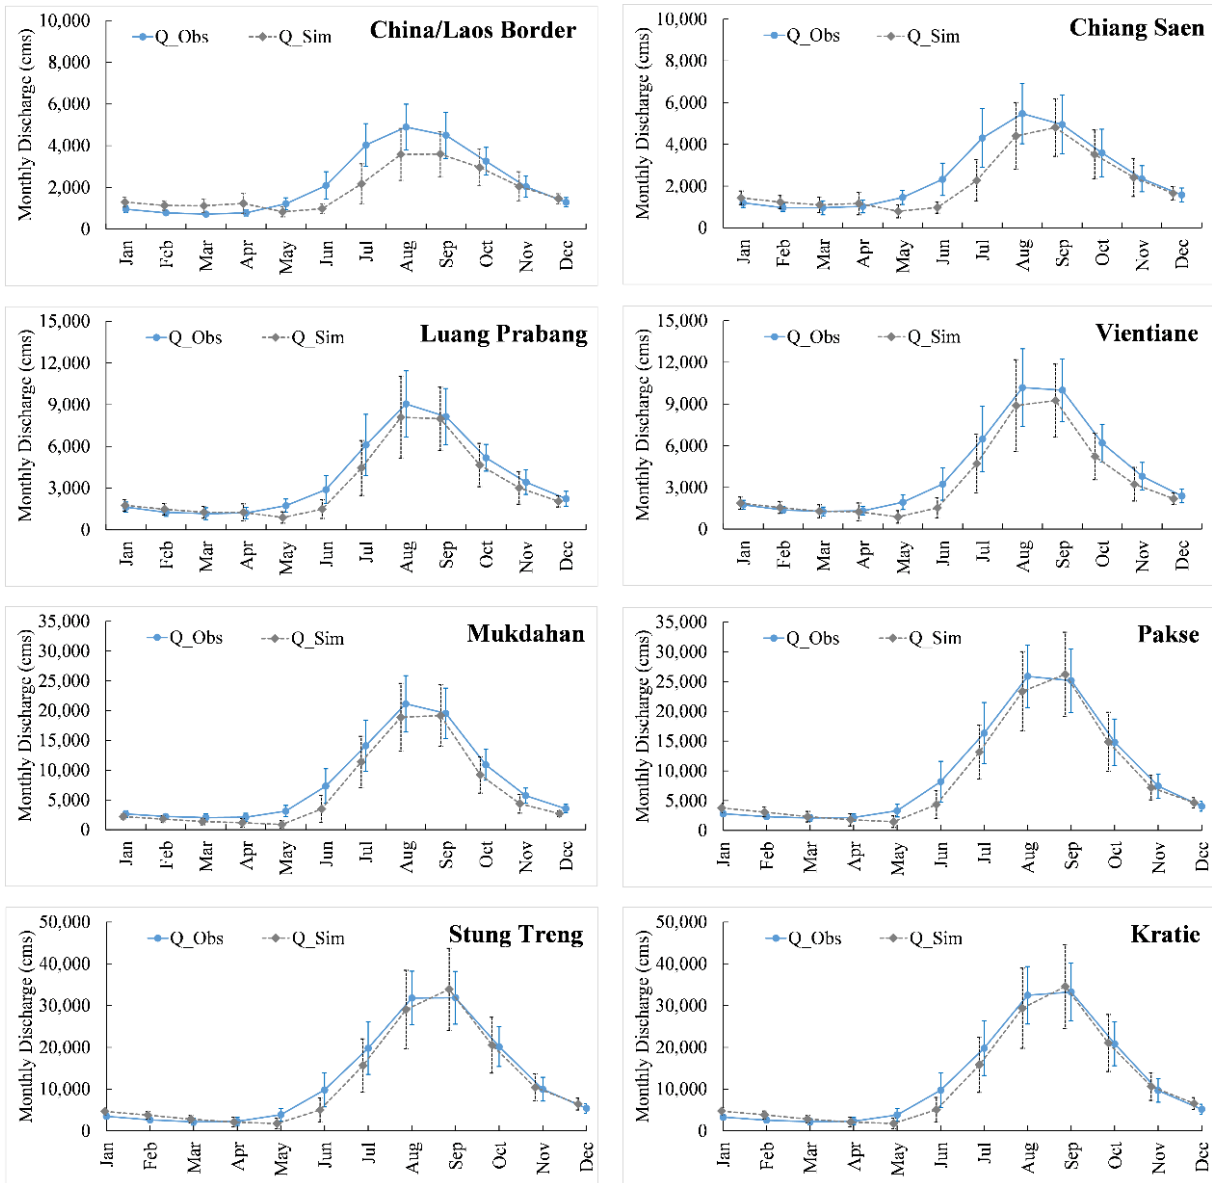 China/Laos Border
Q_Obs Q_Sim
Monthly Discharge (cms)
10,000
8,000
6,000
4,000
2,000
0
Jan Feb Mar Apr May Jun Jul Aug Sep Oct Nov Dec
Chiang Saen
Q_Obs Q_Sim
Monthly Discharge (cms)
10,000
8,000
6,000
4,000
2,000
0
Jan Feb Mar Apr May Jun Jul Aug Sep Oct Nov Dec
Luang Prabang
Q_Obs Q_Sim
Monthly Discharge (cms)
15,000
12,000
9,000
6,000
3,000
0
Jan Feb Mar Apr May Jun Jul Aug Sep Oct Nov Dec
Vientiane
Q_Obs Q_Sim
Monthly Discharge (cms)
15,000
12,000
9,000
6,000
3,000
0
Jan Feb Mar Apr May Jun Jul Aug Sep Oct Nov Dec
Mukdahan
Q_Obs Q_Sim
Monthly Discharge (cms)
35,000
30,000
25,000
20,000
15,000
10,000
5,000
0
Jan Feb Mar Apr May Jun Jul Aug Sep Oct Nov Dec
Pakse
Q_Obs Q_Sim
Monthly Discharge (cms)
35,000
30,000
25,000
20,000
15,000
10,000
5,000
0
Jan Feb Mar Apr May Jun Jul Aug Sep Oct Nov Dec
Stung Treng
Q_Obs Q_Sim
Monthly Discharge (cms)
50,000
40,000
30,000
20,000
10,000
0
Jan Feb Mar Apr May Jun Jul Aug Sep Oct Nov Dec
Kratie
Q_Obs Q_Sim
Monthly Discharge (cms)
50,000
40,000
30,000
20,000
10,000
0
Jan Feb Mar Apr May Jun Jul Aug Sep Oct Nov Dec